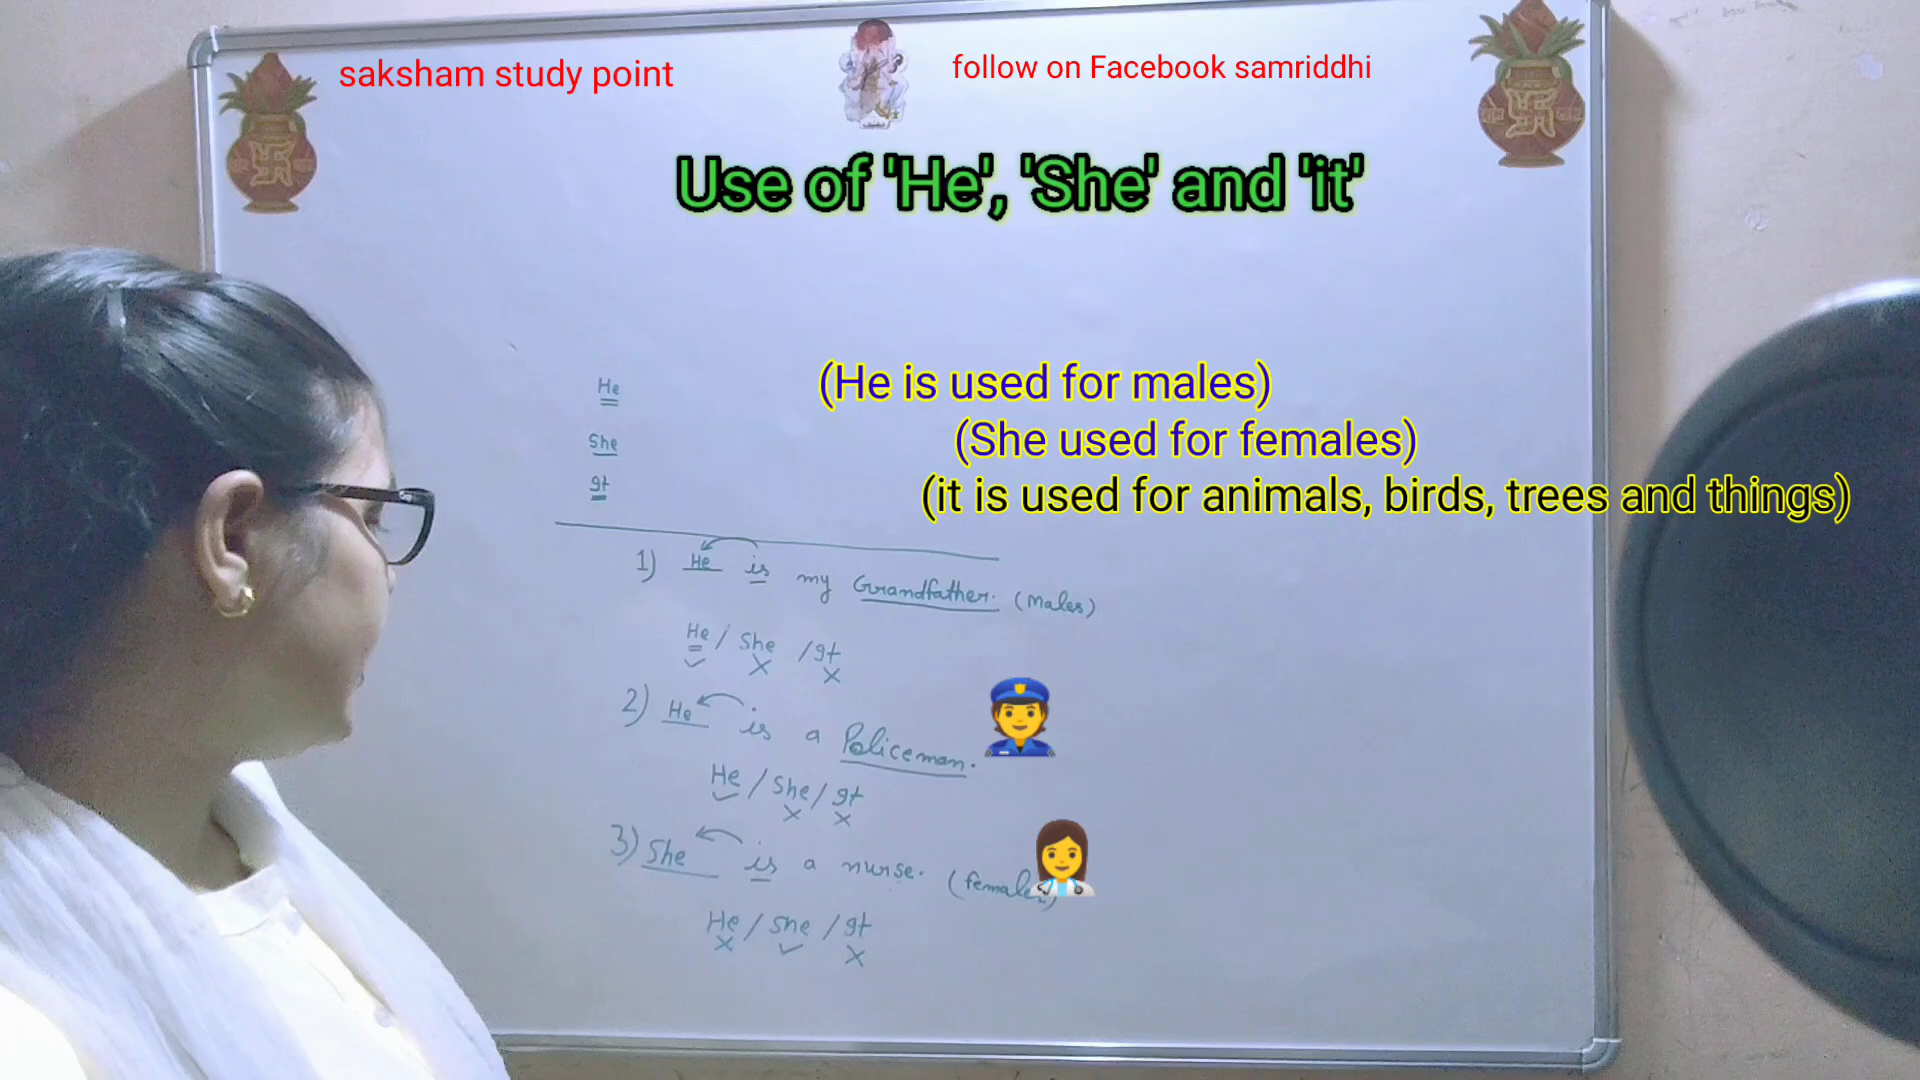 saksham study point
follow on Facebook samriddhi
Use of 'He', 'She' and 'it'
He
(He is used for males)
She
(She used for females)
It
(it is used for animals, birds, trees and things)
1) He is my Grandfather. (Males)
He / She / It
2) He is a Policeman.
He / She / It
3) She is a nurse. (females)
He / She / It